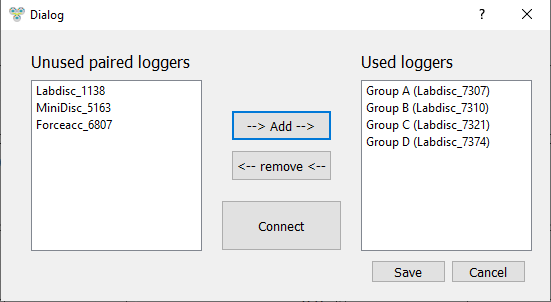 Dialog
?
Unused paired loggers
Used loggers
Labdisc_1138
MiniDisc_5163
Forceacc_6807
--> Add -->
<-- remove <--
Connect
Group A (Labdisc_7307)
Group B (Labdisc_7310)
Group C (Labdisc_7321)
Group D (Labdisc_7374)
Save
Cancel